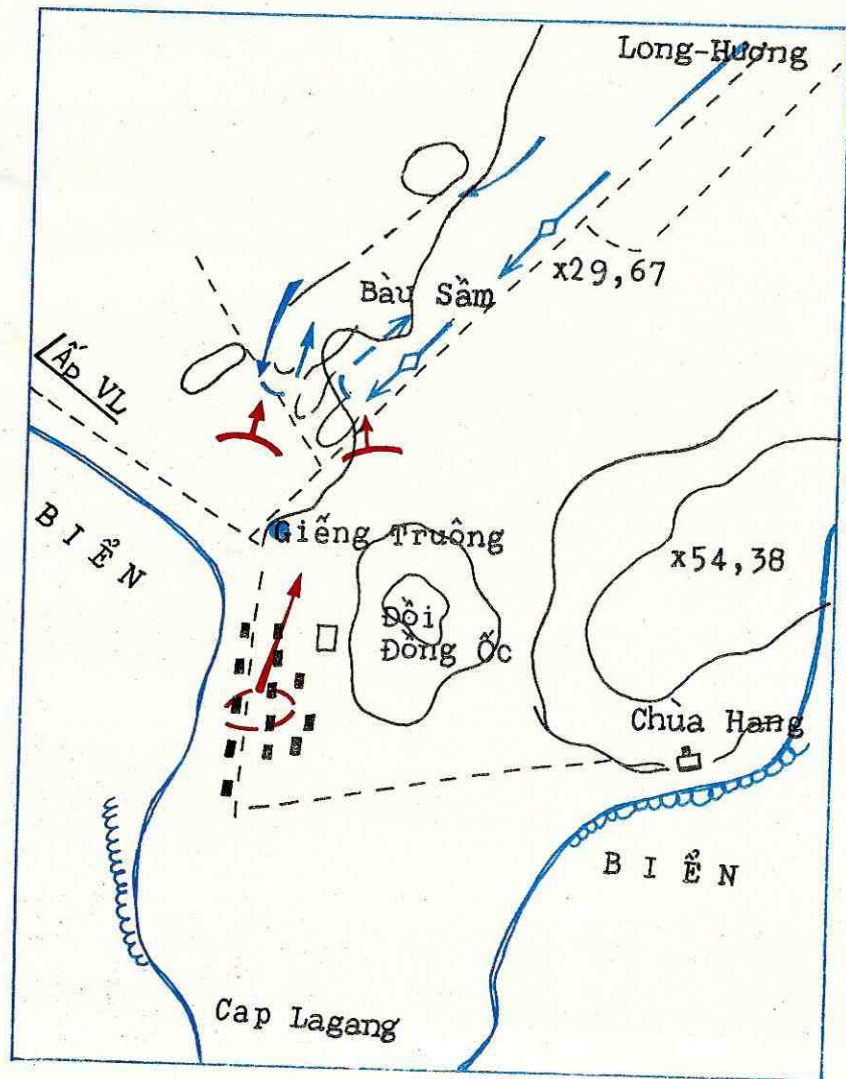 Long-Hương
x29,67
Bàu Sầm
Ấp VL
BIỂN
Giếng Truông
x54,38
Đồi
Đồng Ốc
Chùa Hang
BIỂN
Cap Lagang